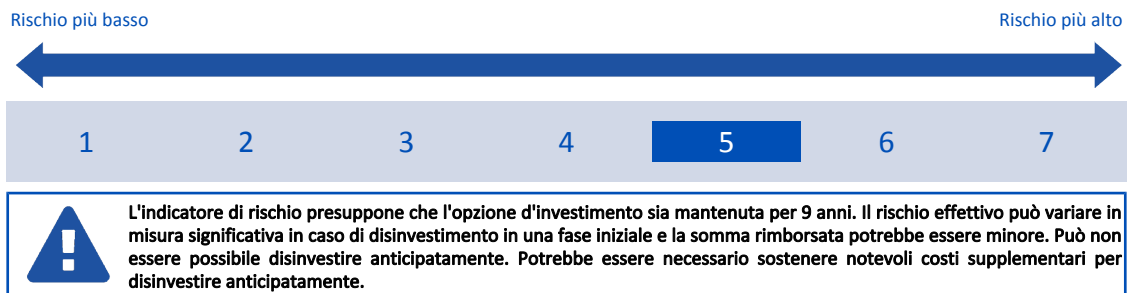 Rischio più basso Rischio più alto
1 2 3 4 5 6 7
L'indicatore di rischio presuppone che l'opzione d'investimento sia mantenuta per 9 anni. Il rischio effettivo può variare in
misura significativa in caso di disinvestimento in una fase iniziale e la somma rimborsata potrebbe essere minore. Può non
essere possibile disinvestire anticipatamente. Potrebbe essere necessario sostenere notevoli costi supplementari per
disinvestire anticipatamente.